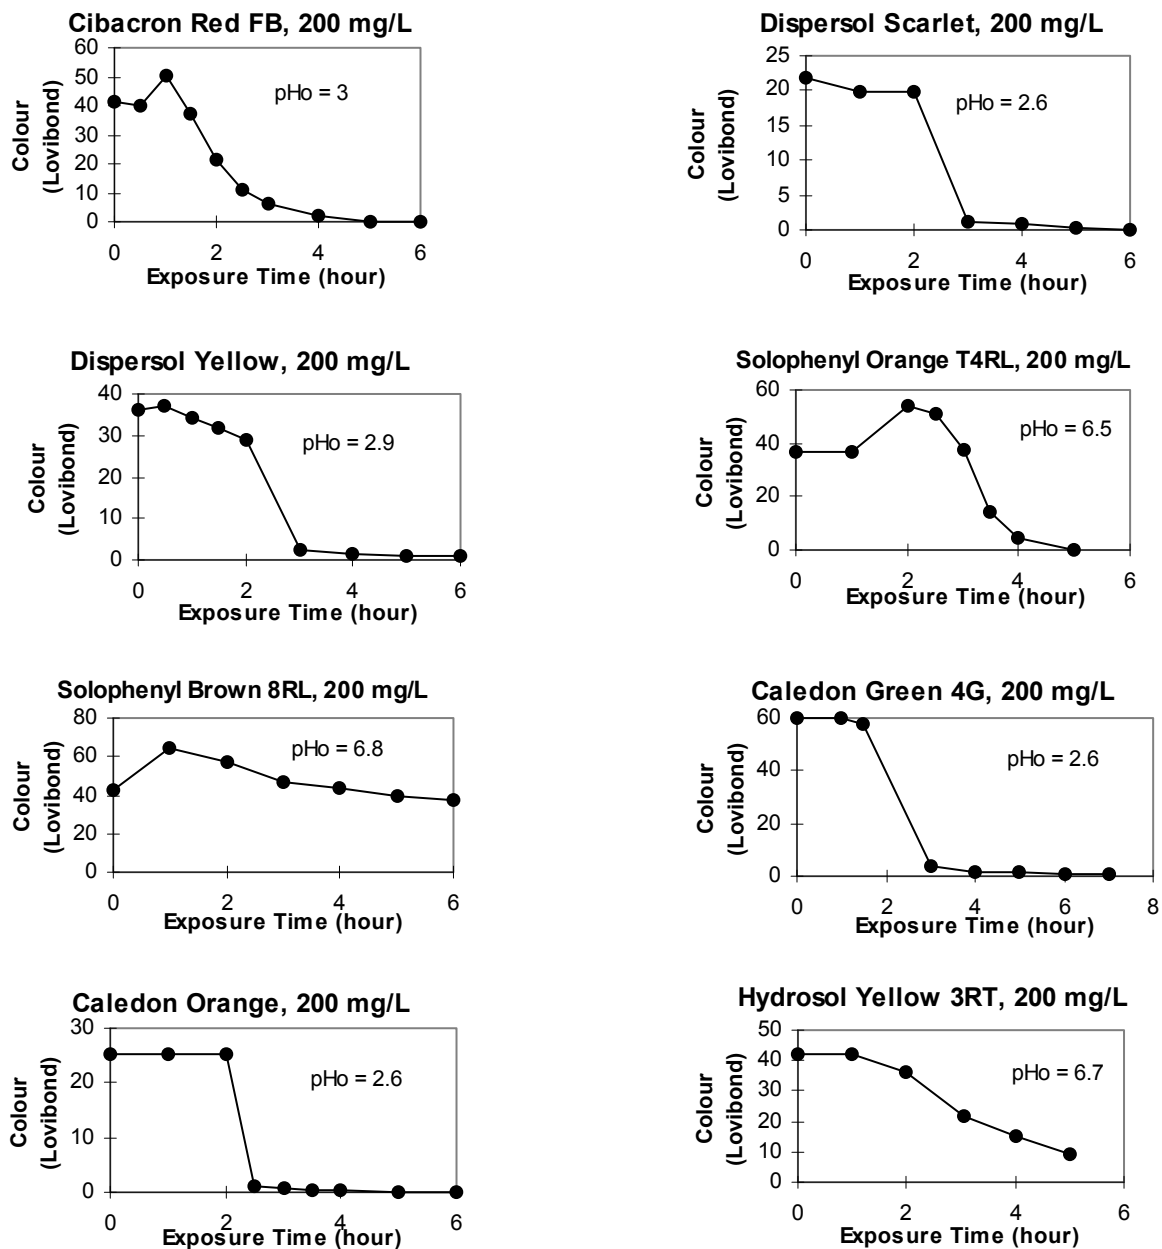 Cibacron Red FB, 200 mg/L
Colour
(Lovibond)
60
50
40
30
20
10
0
pHo = 3
0 2 4 6
Exposure Time (hour)
Dispersol Scarlet, 200 mg/L
Colour
(Lovibond)
25
20
15
10
5
0
pHo = 2.6
0 2 4 6
Exposure Time (hour)
Dispersol Yellow, 200 mg/L
Colour
(Lovibond)
40
30
20
10
0
pHo = 2.9
0 2 4 6
Exposure Time (hour)
Solophenyl Orange T4RL, 200 mg/L
Colour
(Lovibond)
60
40
20
0
pHo = 6.5
0 2 4 6
Exposure Time (hour)
Solophenyl Brown 8RL, 200 mg/L
Colour
(Lovibond)
80
60
40
20
0
pHo = 6.8
0 2 4 6
Exposure Time (hour)
Caledon Green 4G, 200 mg/L
Colour
(Lovibond)
60
40
20
0
pHo = 2.6
0 2 4 6 8
Exposure Time (hour)
Caledon Orange, 200 mg/L
Colour
(Lovibond)
30
20
10
0
pHo = 2.6
0 2 4 6
Exposure Time (hour)
Hydrosol Yellow 3RT, 200 mg/L
Colour
(Lovibond)
50
40
30
20
10
0
pHo = 6.7
0 2 4 6
Exposure Time (hour)